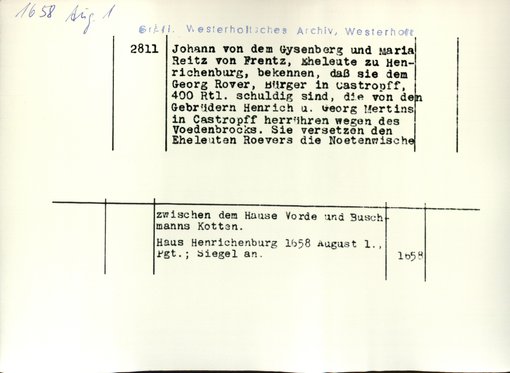 1658 Aug. 1
Gräfl. Westerholtsches Archiv, Westerholt
2811 Johann von dem Gysenberg und Maria
Reitz von Frentz, Eheleute zu Hen-
richenburg, bekennen, daß sie dem
Georg Rover, Bürger in Castropff,
400 Rtl. schuldig sind, die von den
Gebrüdern Henrich u. Georg Mertins
in Castropff herrühren wegen des
Voedenbrocks. Sie versetzen den
Eheleuten Roevers die Noetenwische
zwischen dem Hause Vorde und Busch-
manns Kotten.
Haus Henrichenburg 1658 August 1.,
Pgt.; Siegel an. 1658